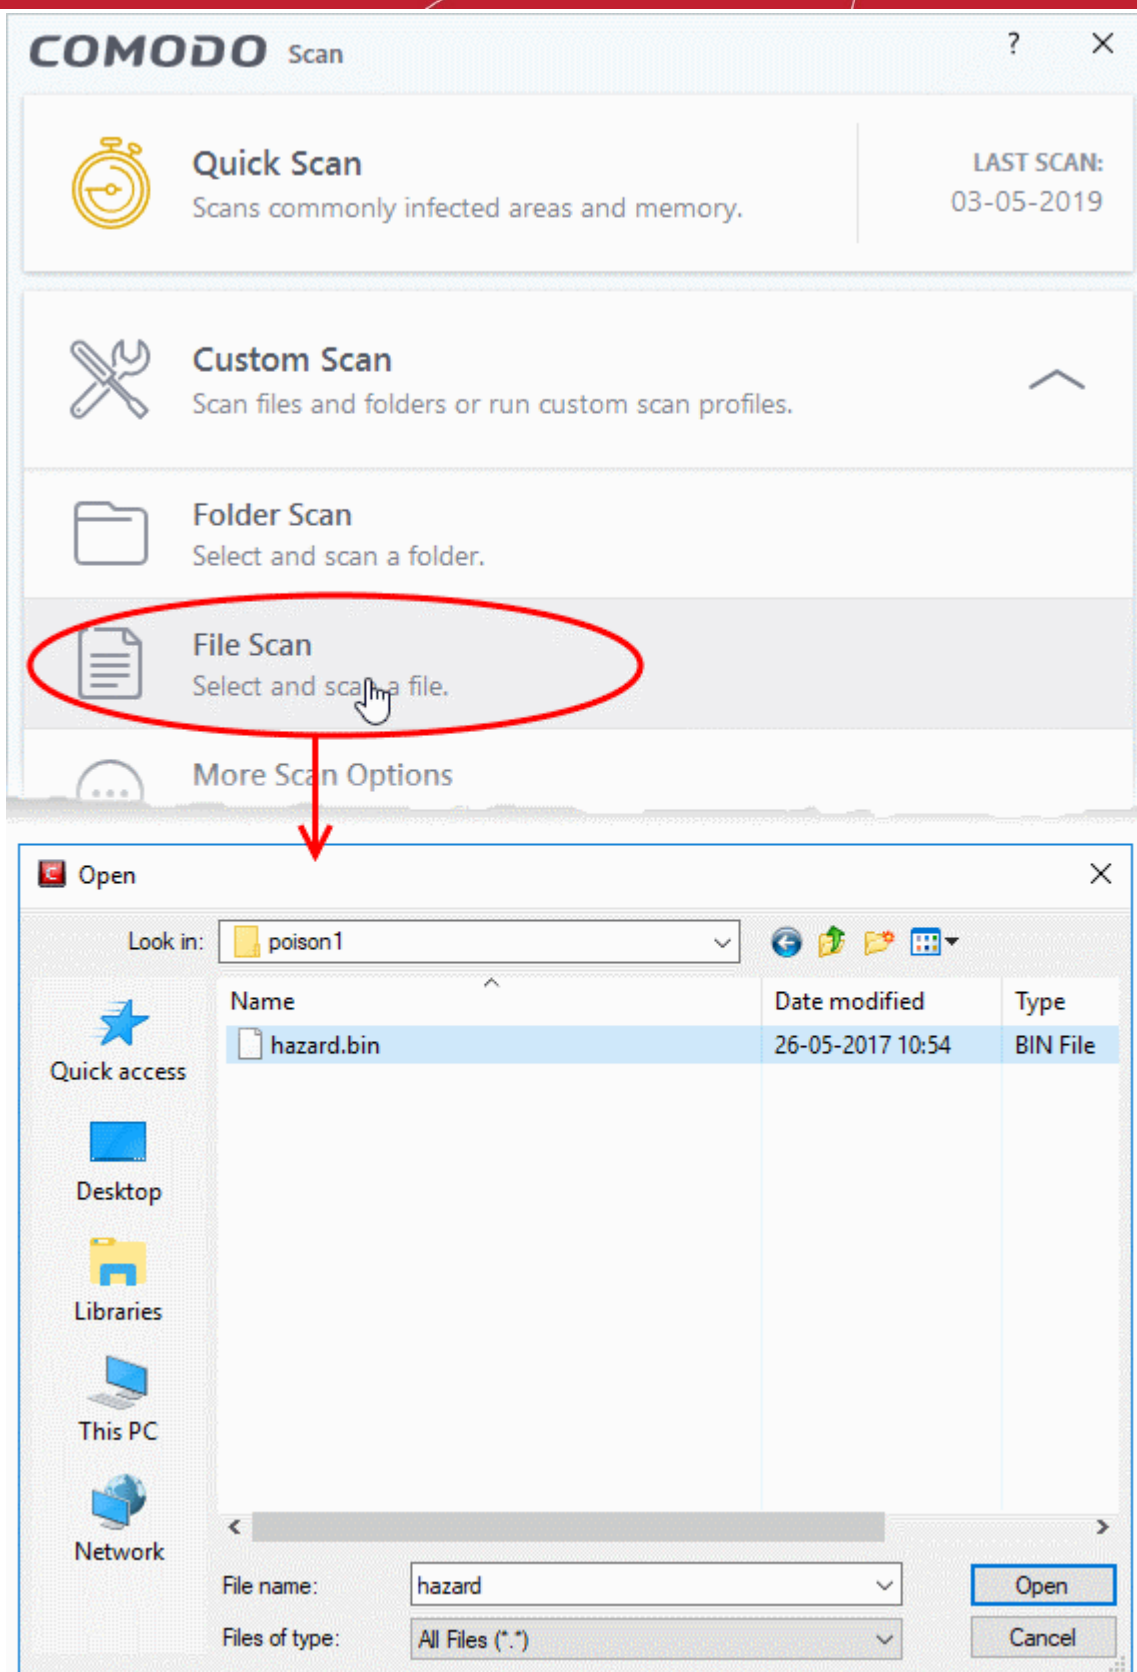 COMODO Scan
?
Quick Scan
Scans commonly infected areas and memory.
LAST SCAN:
03-05-2019
Custom Scan
Scan files and folders or run custom scan profiles.
Folder Scan
Select and scan a folder.
File Scan
Select and scan a file.
More Scan Options
Open
Look in:
poison1
Name
Date modified
Type
hazard.bin
26-05-2017 10:54
BIN File
Quick access
Desktop
Libraries
This PC
Network
File name:
hazard
Open
Files of type:
All Files (*.*)
Cancel